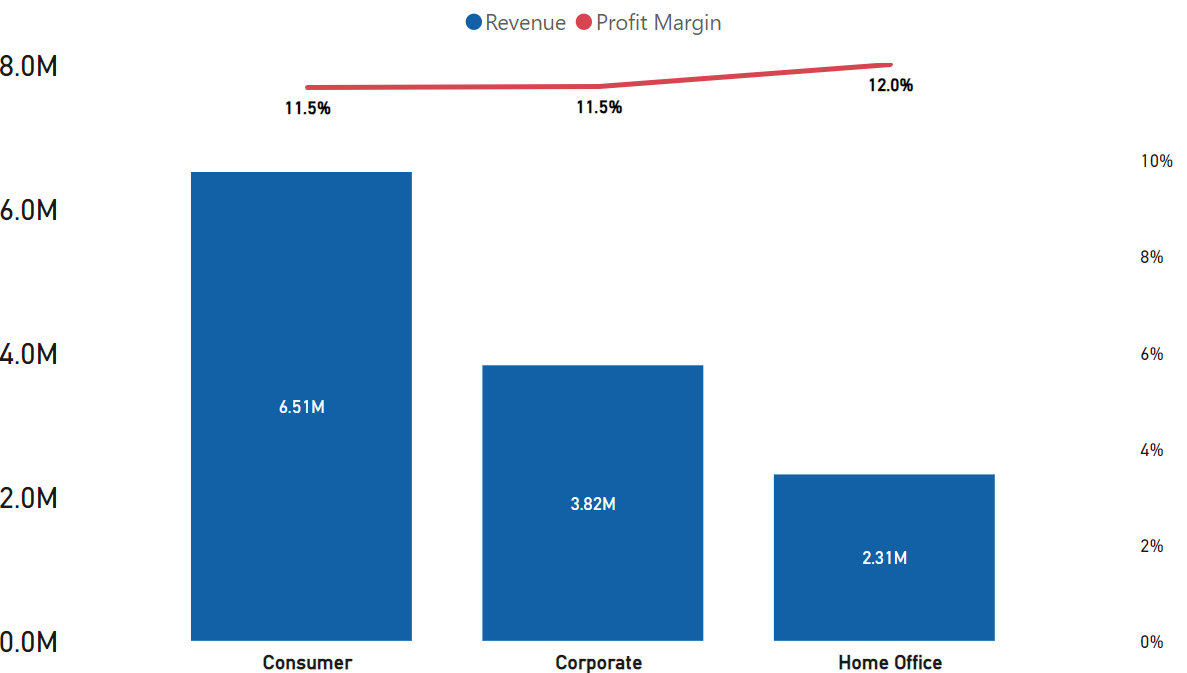 Revenue Profit Margin
8.0M
11.5%
11.5%
12.0%
10%
6.0M
8%
4.0M
6%
6.51M
4%
2.0M
3.82M
2%
2.31M
0.0M
0%
Consumer
Corporate
Home Office